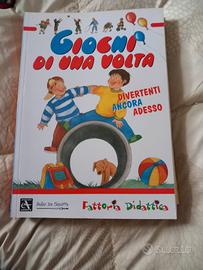 GIOCHI
DI UNA VOLTA
DIVERTENTI
ANCORA
ADESSO
Fattoria Didattica